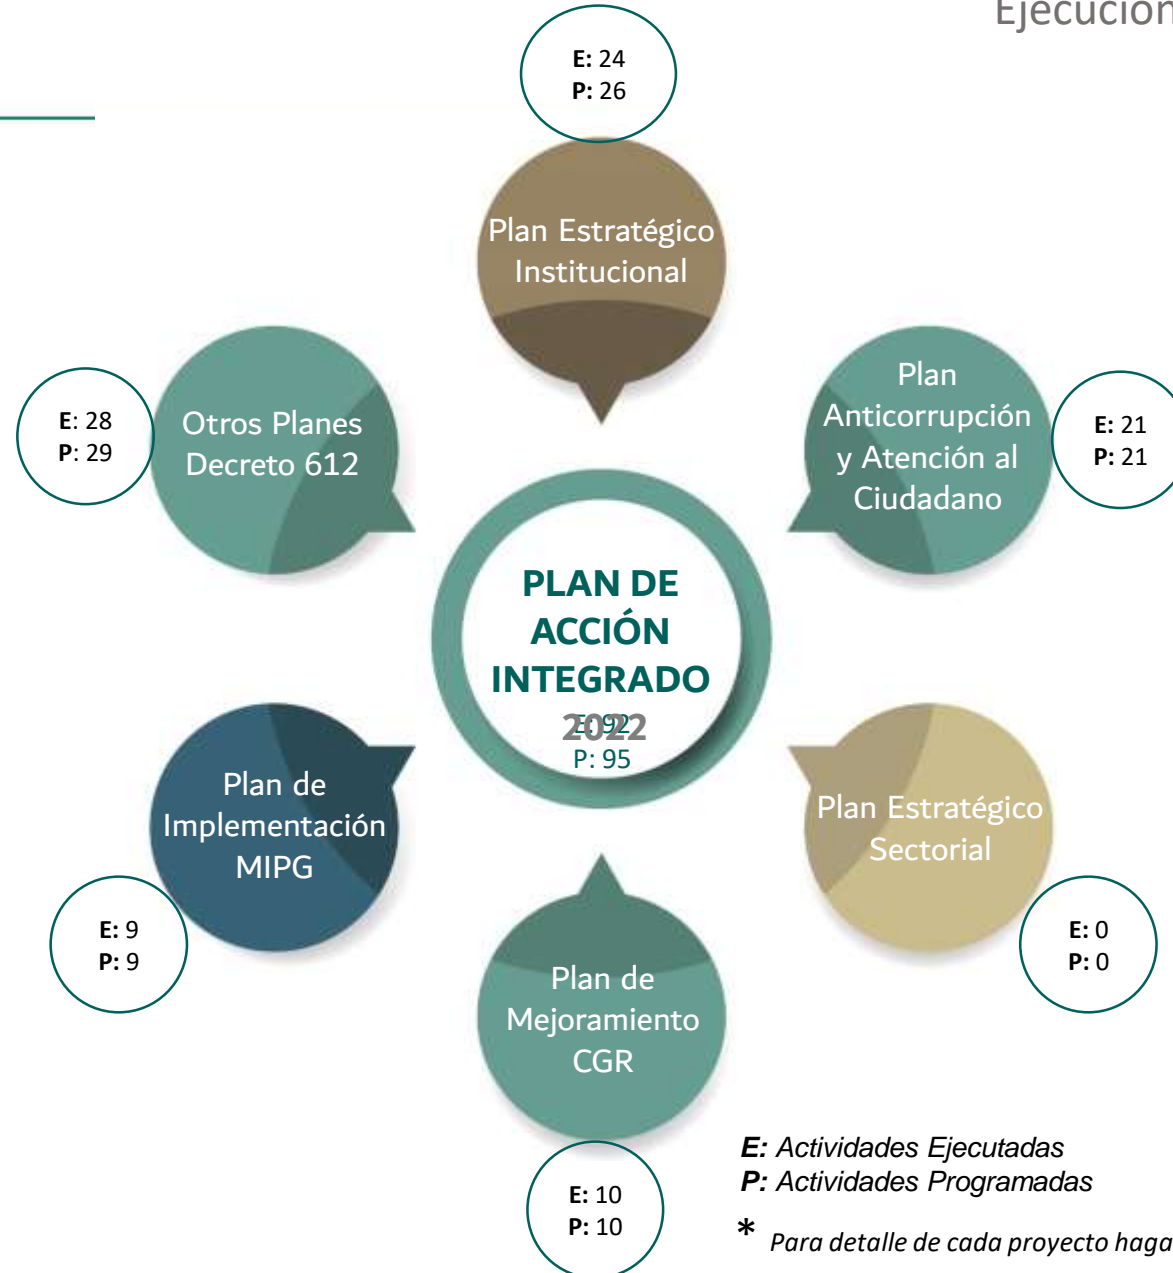 Ejecución
E: 24
P: 26
Plan Estratégico
Institucional
E: 28
P: 29
Otros Planes
Decreto 612
Plan
Anticorrupción
y Atención al
Ciudadano
E: 21
P: 21
PLAN DE
ACCIÓN
INTEGRADO
2022
E: 92
P: 95
Plan de
Implementación
MIPG
E: 9
P: 9
Plan Estratégico
Sectorial
E: 0
P: 0
Plan de
Mejoramiento
CGR
E: 10
P: 10
E: Actividades Ejecutadas
P: Actividades Programadas
* Para detalle de cada proyecto haga